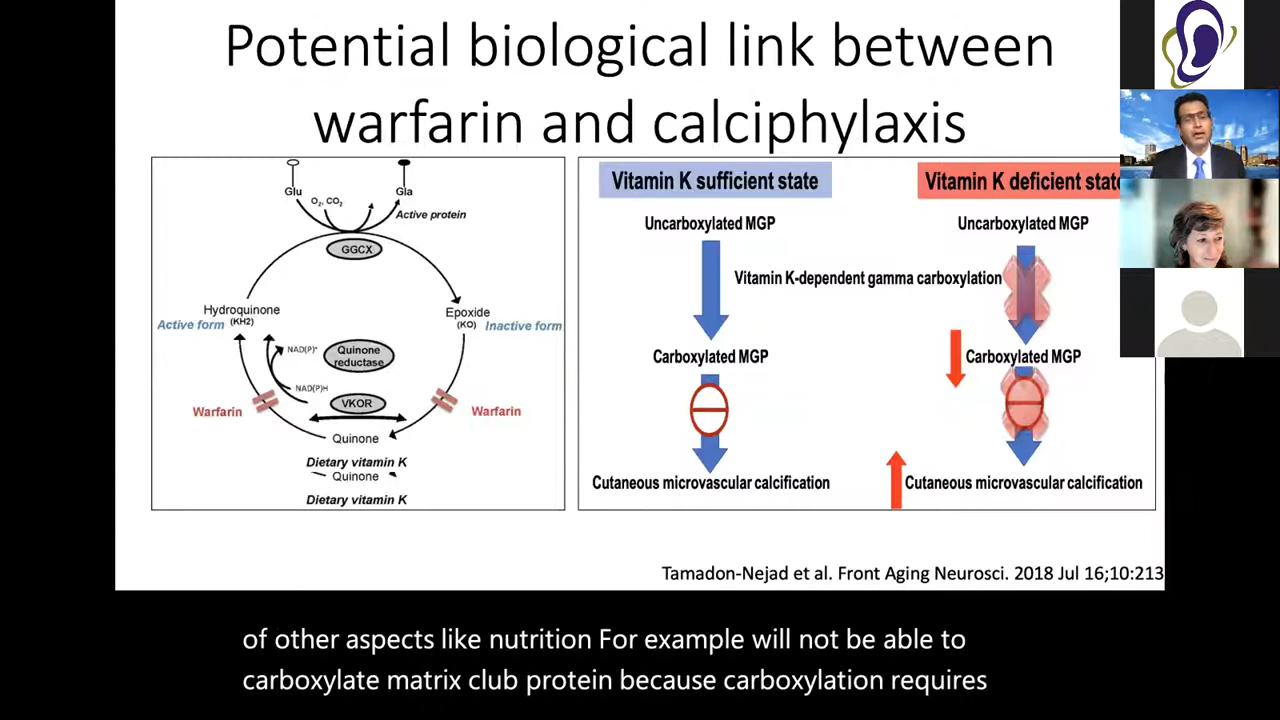 Potential biological link between
warfarin and calciphylaxis
Glu
O2, CO2
Gla
Active protein
GGCX
Hydroquinone
(KH2)
Active form
Epoxide
(KO)
Inactive form
NAD(P)+
Quinone
reductase
NAD(P)H
Warfarin
VKOR
Warfarin
Quinone
Dietary vitamin K
Quinone
Dietary vitamin K
Vitamin K sufficient state
Vitamin K deficient state
Uncarboxylated MGP
Uncarboxylated MGP
Vitamin K-dependent gamma carboxylation
Carboxylated MGP
Carboxylated MGP
Cutaneous microvascular calcification
Cutaneous microvascular calcification
Tamadon-Nejad et al. Front Aging Neurosci. 2018 Jul 16;10:213
of other aspects like nutrition For example will not be able to
carboxylate matrix club protein because carboxylation requires